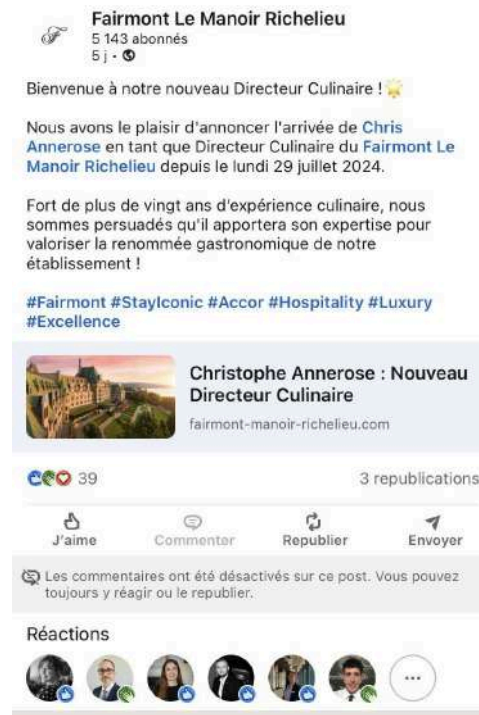 Fairmont Le Manoir Richelieu
5 143 abonnés
5 j •
Bienvenue à notre nouveau Directeur Culinaire !
Nous avons le plaisir d'annoncer l'arrivée de Chris
Annerose en tant que Directeur Culinaire du Fairmont Le
Manoir Richelieu depuis le lundi 29 juillet 2024.
Fort de plus de vingt ans d'expérience culinaire, nous
sommes persuadés qu'il apportera son expertise pour
valoriser la renommée gastronomique de notre
établissement !
#Fairmont #StayIconic #Accor #Hospitality #Luxury
#Excellence
Christophe Annerose : Nouveau
Directeur Culinaire
fairmont-manoir-richelieu.com
39
3 republications
J'aime
Commenter
Republier
Envoyer
Les commentaires ont été désactivés sur ce post. Vous pouvez
toujours y réagir ou le republier.
Réactions